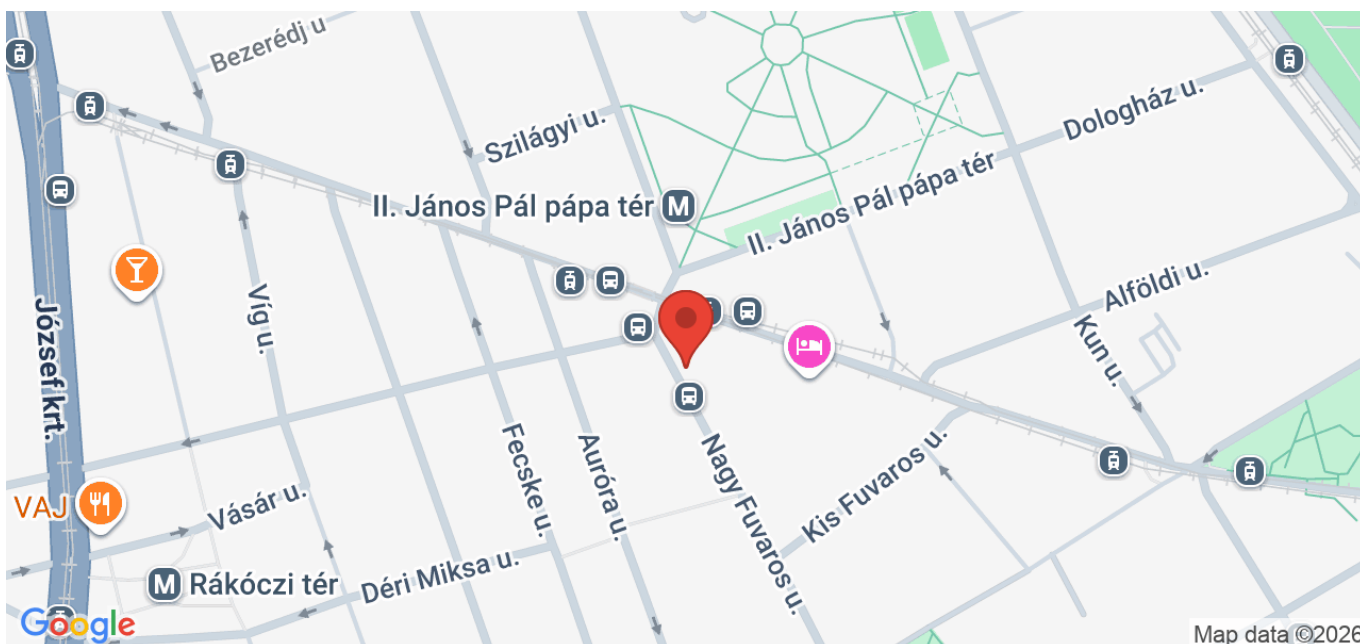 Bezerédj u
Szilágyi u.
Dologház u.
II. János Pál pápa tér
M
II. János Pál pápa tér
Alföldi u.
József krt.
Víg u.
Kun u.
Fecske u.
Auróra u.
Nagy Fuvaros u.
Kis Fuvaros u.
VAJ
Vásár u.
Déri Miksa u.
M Rákóczi tér
Google
Map data ©2026